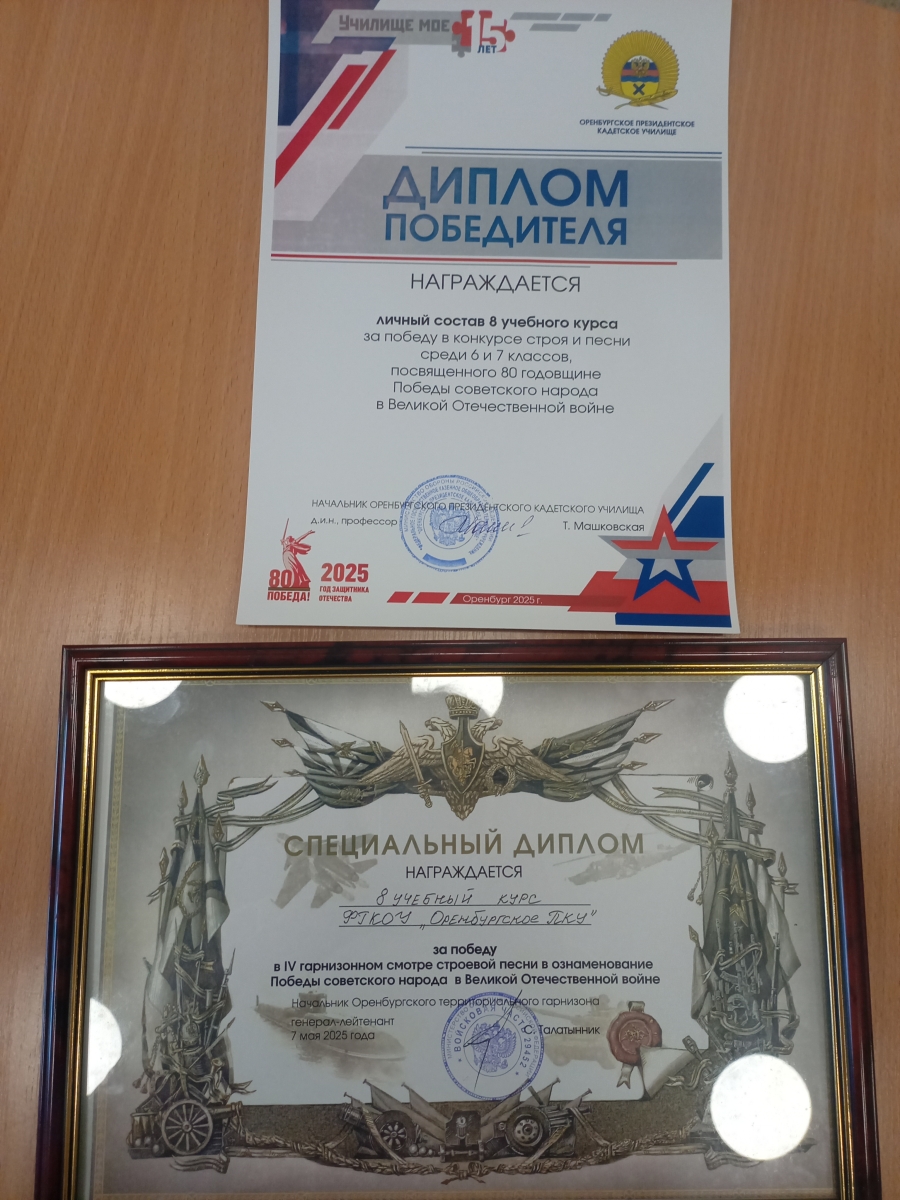 Училище мое 15
ЛЕТ
ОРЕНБУРГСКОЕ ПРЕЗИДЕНТСКОЕ
КАДЕТСКОЕ УЧИЛИЩЕ
ДИПЛОМ
ПОБЕДИТЕЛЯ
НАГРАЖДАЕТСЯ
личный состав 8 учебного курса
за победу в конкурсе строя и песни
среди 6 и 7 классов,
посвященного 80 годовщине
Победы советского народа
в Великой Отечественной войне
НАЧАЛЬНИК ОРЕНБУРГСКОГО ПРЕЗИДЕНТСКОГО КАДЕТСКОГО УЧИЛИЩА
д.и.н., профессор Т. Машковская
80 2025
ПОБЕДА! ГОД ЗАЩИТНИКА
ОТЕЧЕСТВА
Оренбург 2025 г.
СПЕЦИАЛЬНЫЙ ДИПЛОМ
НАГРАЖДАЕТСЯ
8 учебный курс
ФГКОУ „Оренбургское ПКУ"
за победу
в IV гарнизонном смотре строевой песни в ознаменование
Победы советского народа в Великой Отечественной войне
Начальник Оренбургского территориального гарнизона
генерал-лейтенант С. Талатынник
7 мая 2025 года
ВОЙСКОВАЯ ЧАСТЬ 29452